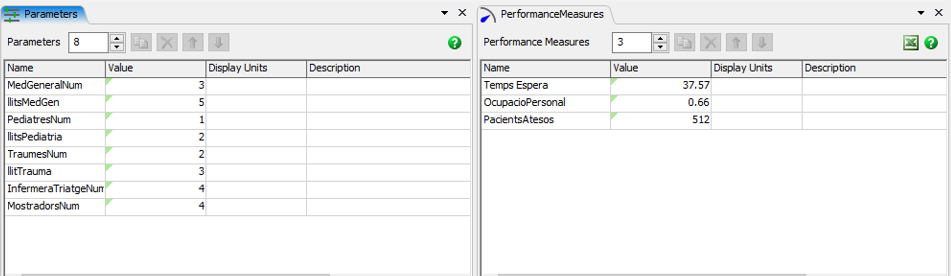 Parameters
Parameters 8
Name Value Display Units Description
MedGeneralNum 3
llitsMedGen 5
PediatresNum 1
llitsPediatria 2
TraumesNum 2
llitTrauma 3
InfermeraTriatgeNum 4
MostradorsNum 4
PerformanceMeasures
Performance Measures 3
Name Value Display Units Description
Temps Espera 37.57
OcupacioPersonal 0.66
PacientsAtesos 512